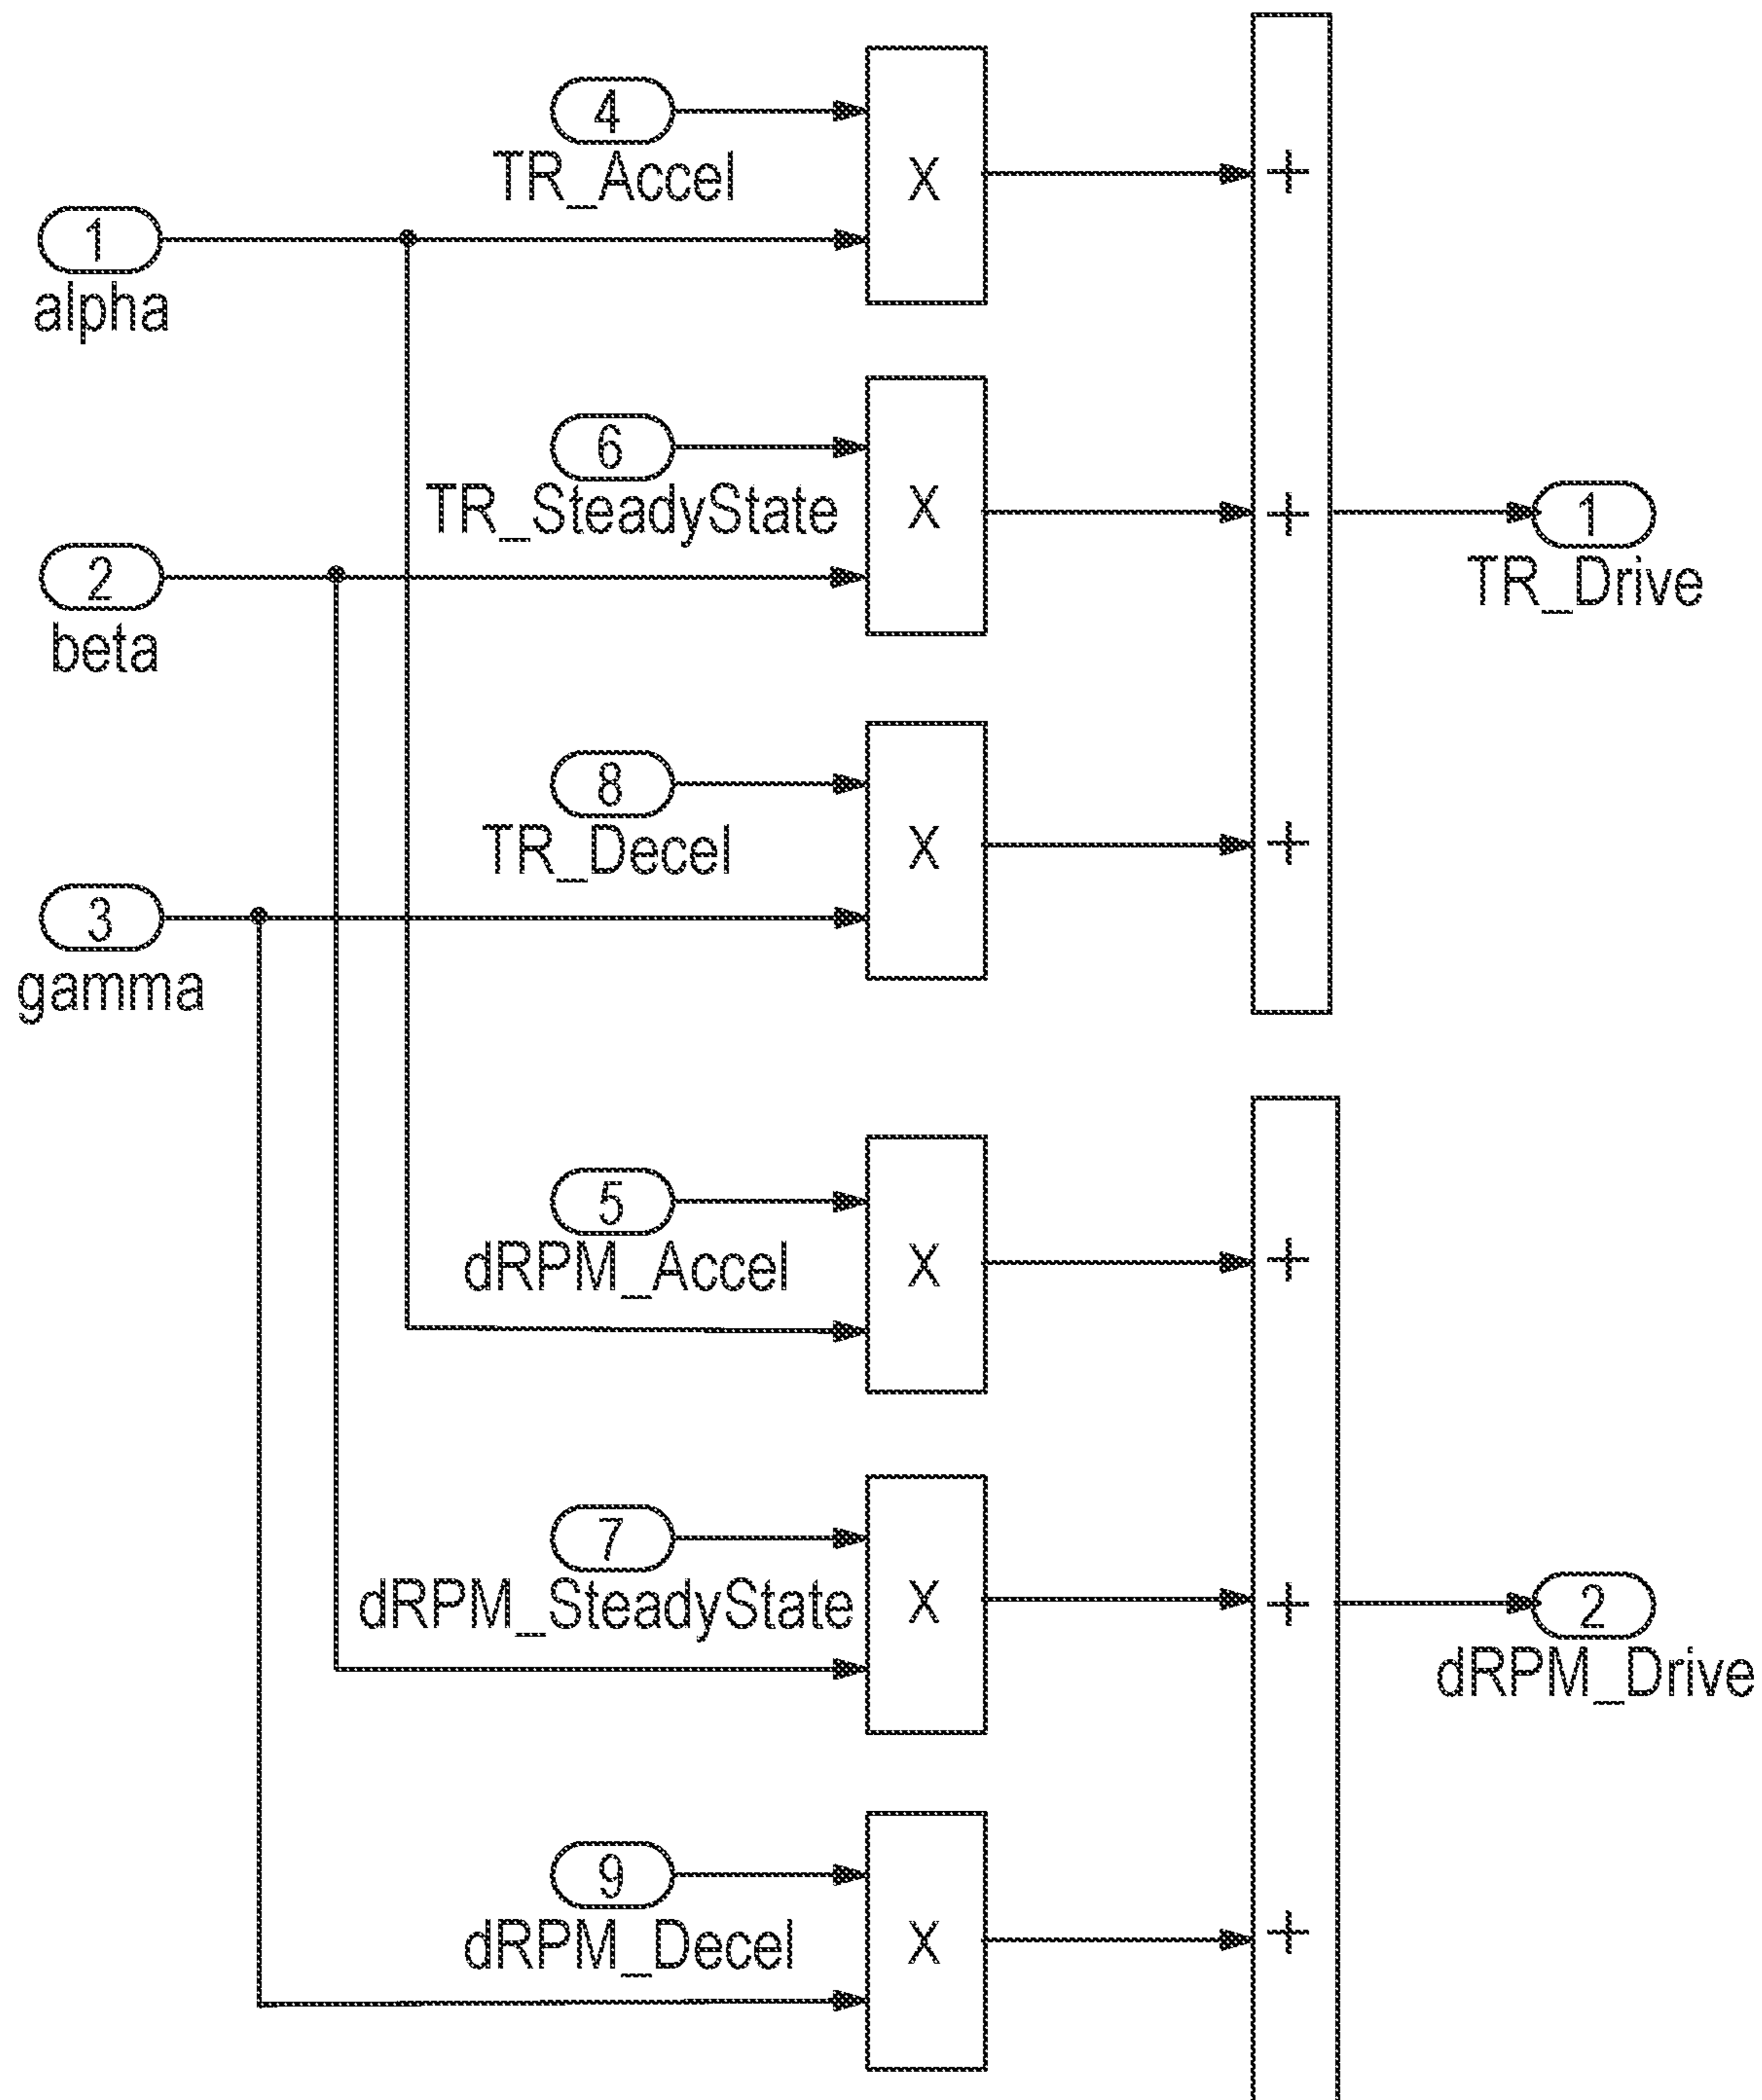 4
TR_Accel
X
+
1
alpha
6
TR_SteadyState
X
+
1
TR_Drive
2
beta
8
TR_Decel
X
+
3
gamma
5
dRPM_Accel
X
+
7
dRPM_SteadyState
X
+
2
dRPM_Drive
9
dRPM_Decel
X
+